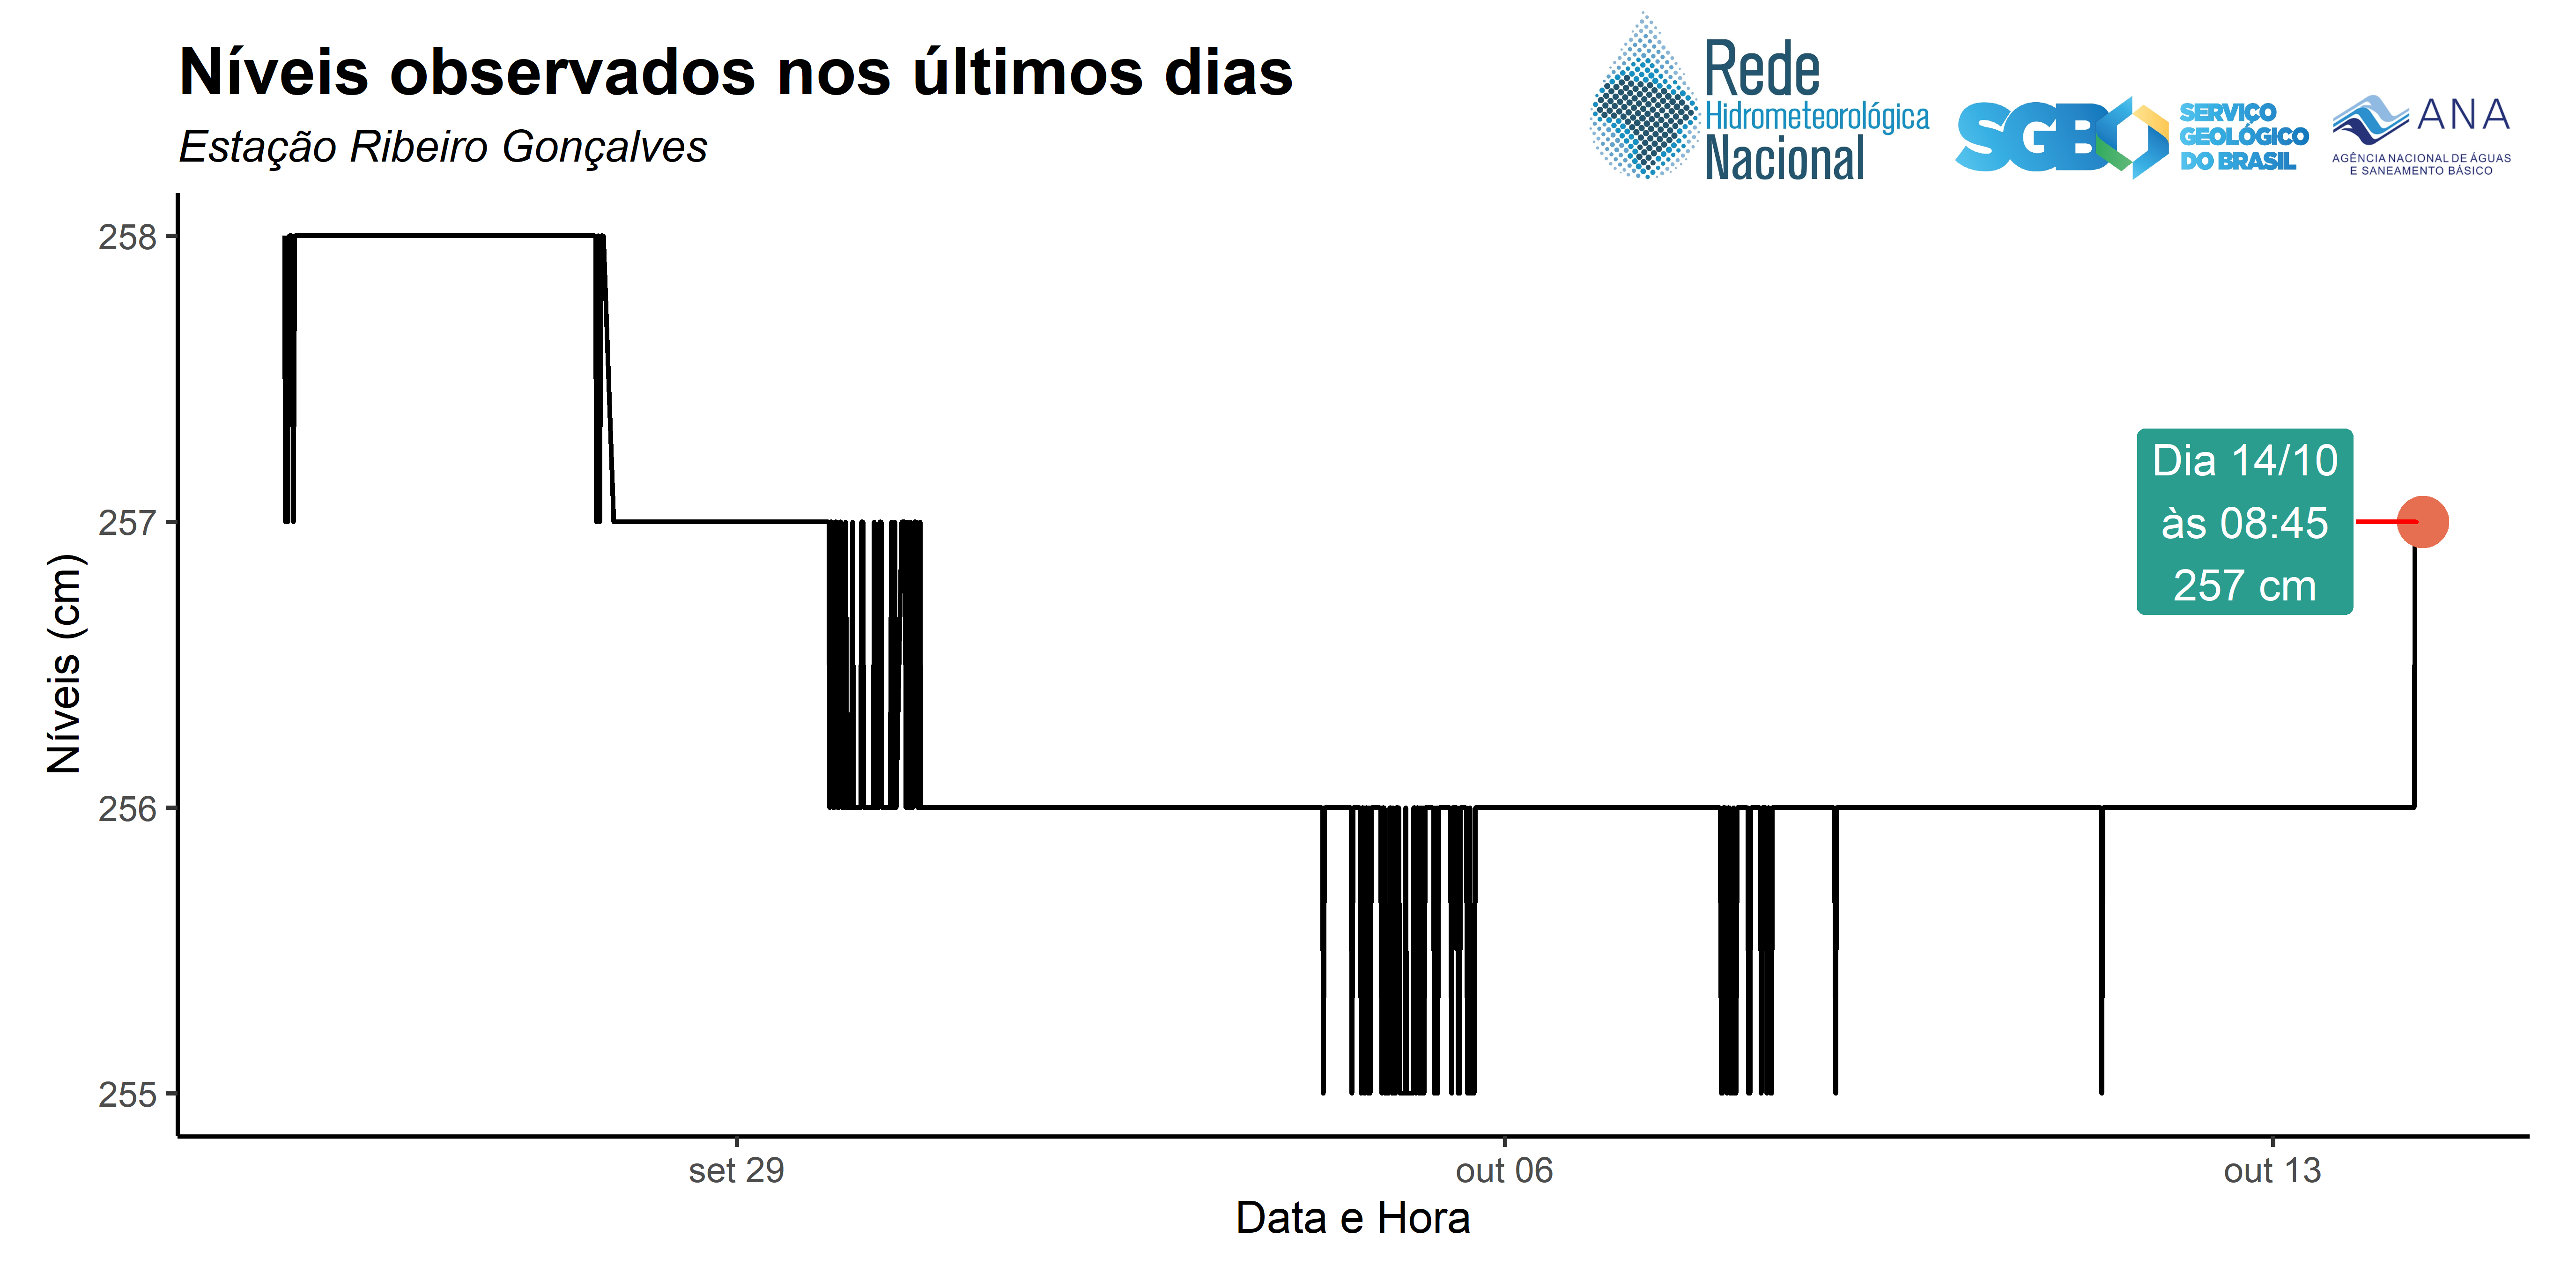 Níveis observados nos últimos dias
Estação Ribeiro Gonçalves
Rede
Hidrometeorológica
Nacional
SGB
SERVIÇO
GEOLÓGICO
DO BRASIL
ANA
AGÊNCIA NACIONAL DE ÁGUAS
E SANEAMENTO BÁSICO
Níveis (cm)
258
257
256
255
Dia 14/10
às 08:45
257 cm
set 29
out 06
out 13
Data e Hora